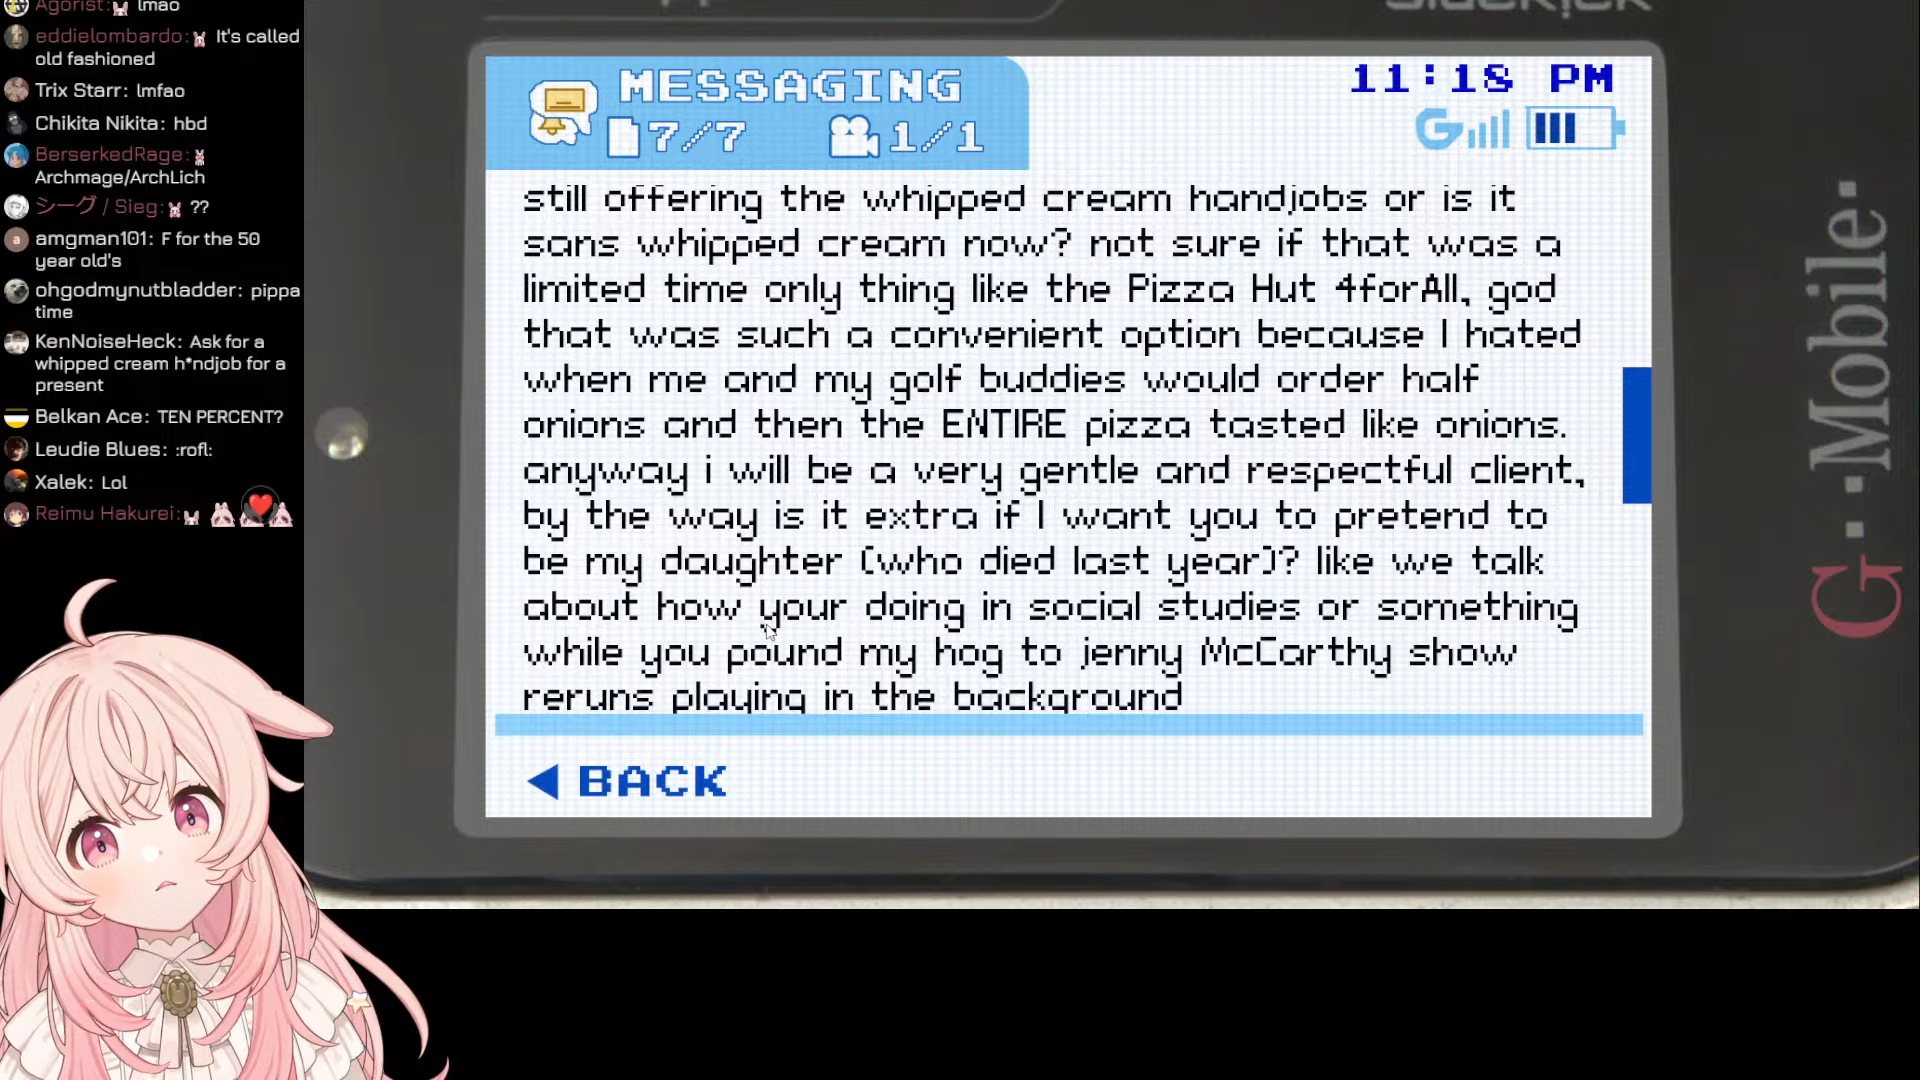 Agorist: lmao
eddielombardo: It's called
old fashioned
Trix Starr: lmfao
Chikita Nikita: hbd
BerserkedRage:
Archmage/ArchLich
シーグ / Sieg: ??
amgman101: F for the 50
year old's
ohgodmynutbladder: pippa
time
KenNoiseHeck: Ask for a
whipped cream h*ndjob for a
present
Belkan Ace: TEN PERCENT?
Leudie Blues: :rofl:
Xalek: Lol
Reimu Hakurei:
sidekick
MESSAGING
7/7 1/1
11:18 PM
G
still offering the whipped cream handjobs or is it
sans whipped cream now? not sure if that was a
limited time only thing like the Pizza Hut 4forAll, god
that was such a convenient option because I hated
when me and my golf buddies would order half
onions and then the ENTIRE pizza tasted like onions.
anyway i will be a very gentle and respectful client,
by the way is it extra if I want you to pretend to
be my daughter (who died last year)? like we talk
about how your doing in social studies or something
while you pound my hog to jenny McCarthy show
reruns playing in the background
BACK
G··Mobile·